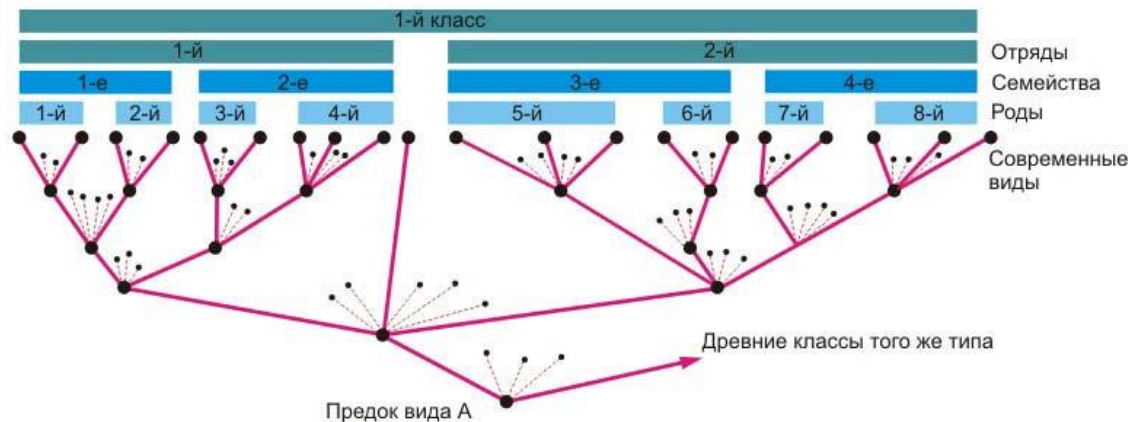 1-й класс
1-й 2-й Отряды
1-е 2-е 3-е 4-е Семейства
1-й 2-й 3-й 4-й 5-й 6-й 7-й 8-й Роды
Современные
виды
Древние классы того же типа
Предок вида А